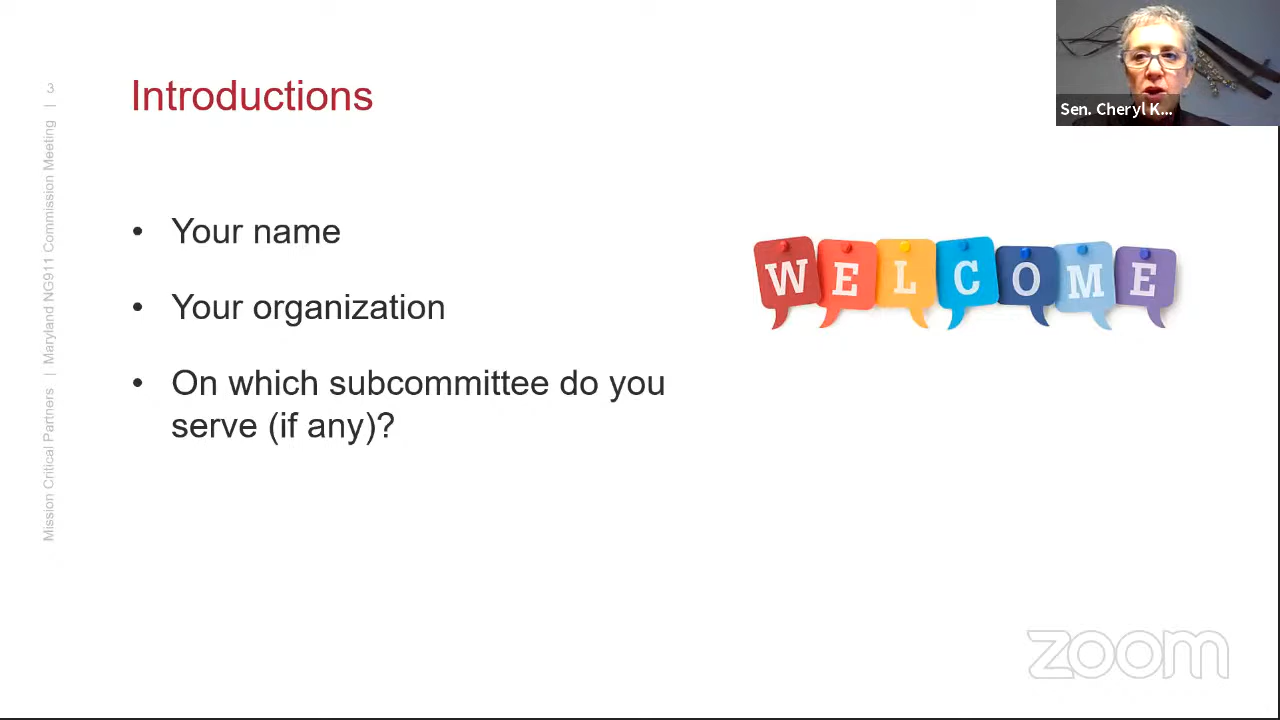 Introductions
• Your name
• Your organization
• On which subcommittee do you
serve (if any)?
WELCOME
Sen. Cheryl K...
Mission Critical Partners | Maryland NG911 Commission Meeting | 3
zoom